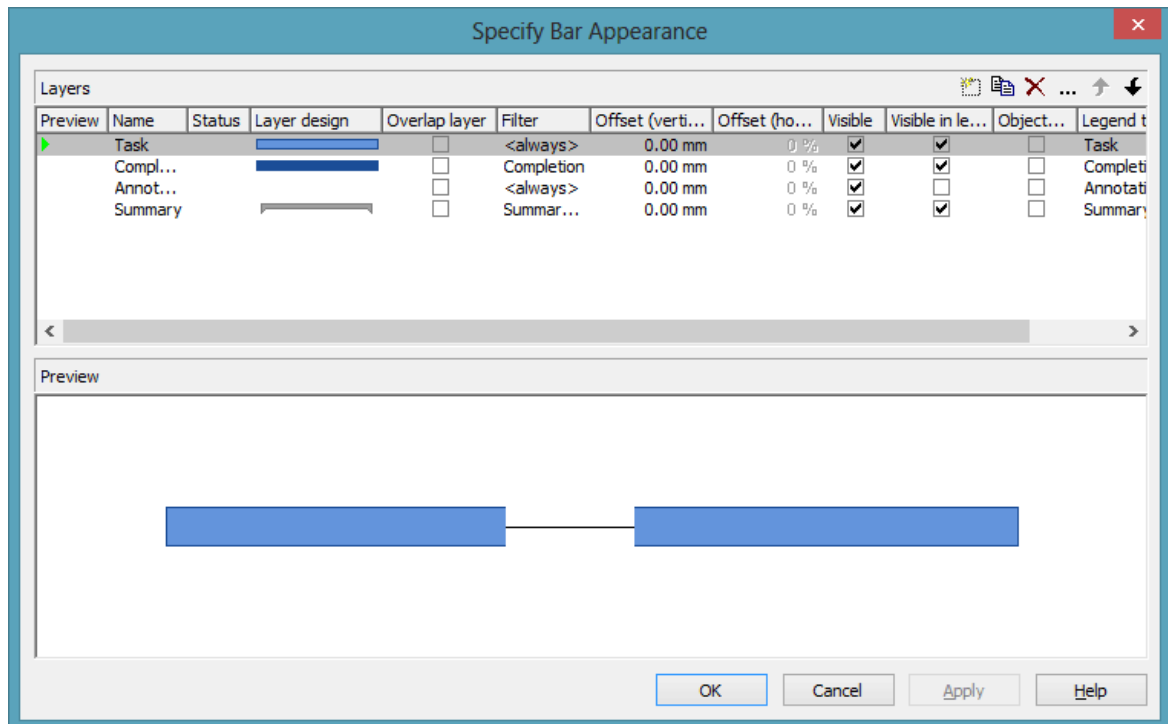 Specify Bar Appearance
Layers
...
Preview Name Status Layer design Overlap layer Filter Offset (verti... Offset (ho... Visible Visible in le... Object... Legend t
Task <always> 0.00 mm 0 % Task
Compl... Completion 0.00 mm 0 % Completi
Annot... <always> 0.00 mm 0 % Annotati
Summary Summar... 0.00 mm 0 % Summary
Preview
OK Cancel Apply Help